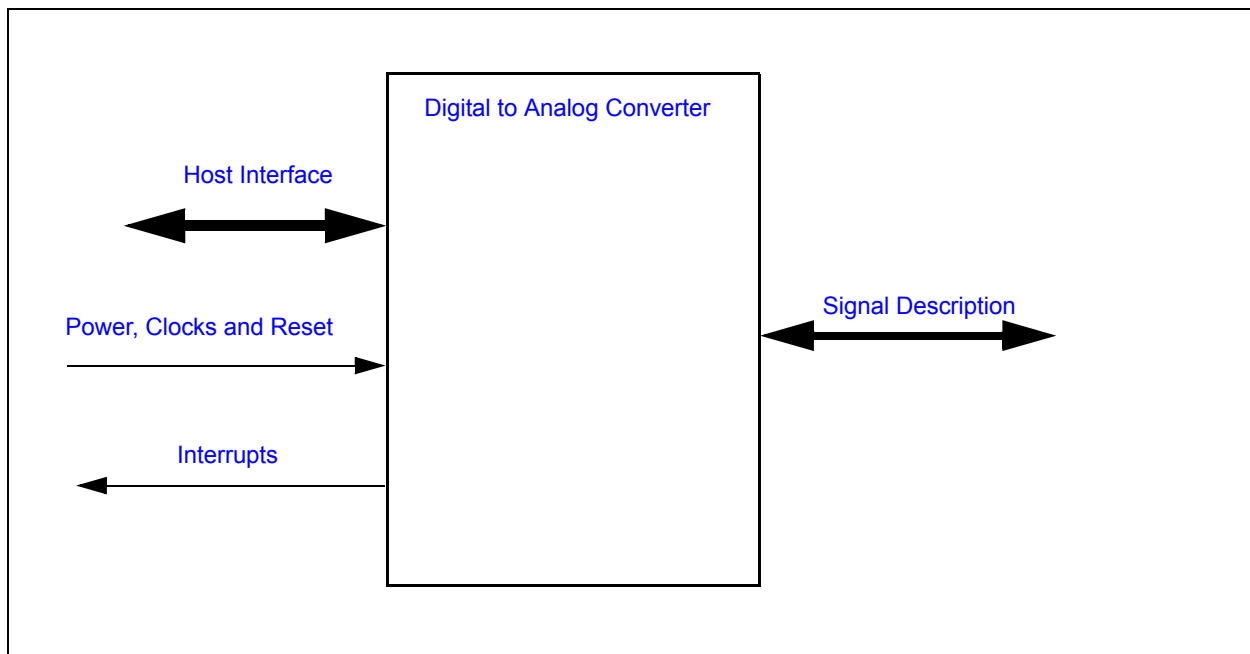 Digital to Analog Converter
Host Interface
Signal Description
Power, Clocks and Reset
Interrupts